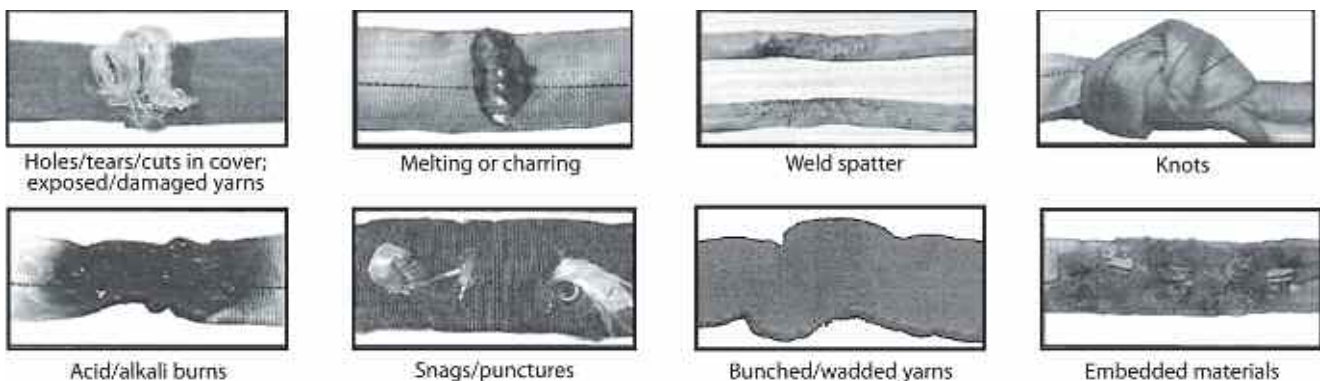 Holes/tears/cuts in cover;
exposed/damaged yarns
Melting or charring
Weld spatter
Knots
Acid/alkali burns
Snags/punctures
Bunched/wadded yarns
Embedded materials